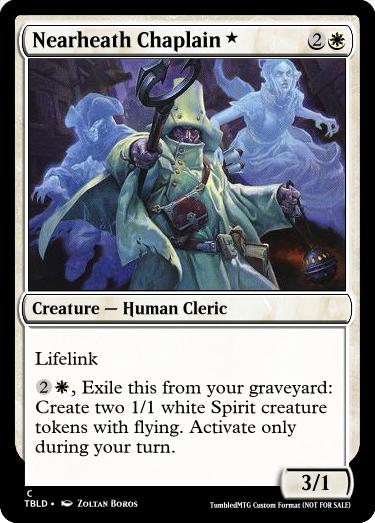 Nearheath Chaplain ★ 2
Creature — Human Cleric
Lifelink
2, Exile this from your graveyard:
Create two 1/1 white Spirit creature
tokens with flying. Activate only
during your turn.
3/1
C
TBLD • Zoltan Boros
TumbledMTG Custom Format (NOT FOR SALE)